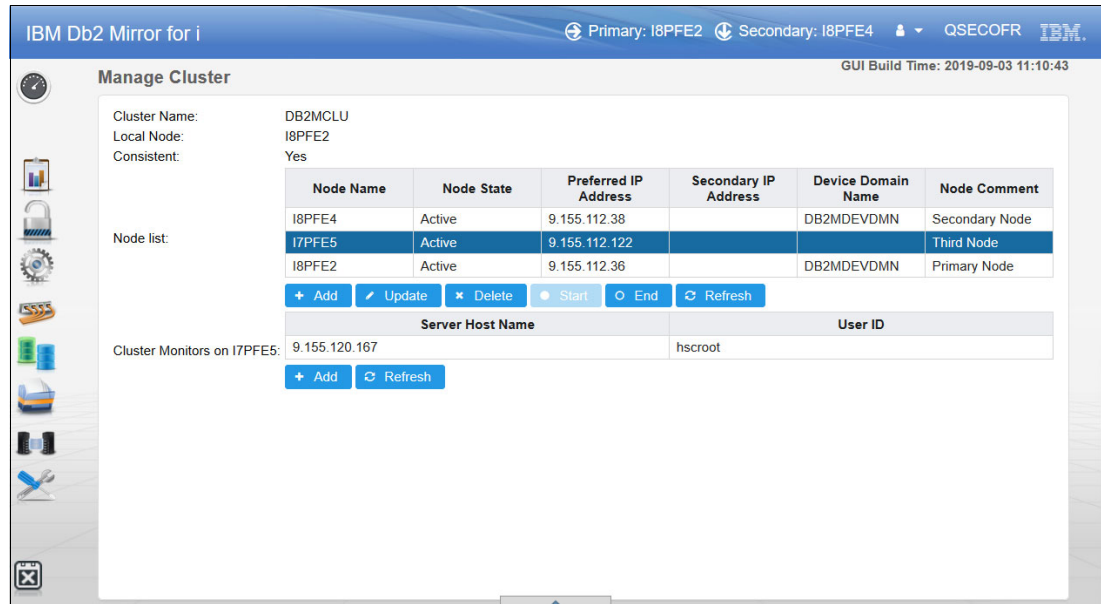 IBM Db2 Mirror for i
Primary: I8PFE2 Secondary: I8PFE4 QSECOFR IBM.
GUI Build Time: 2019-09-03 11:10:43
Manage Cluster
Cluster Name: DB2MCLU
Local Node: I8PFE2
Consistent: Yes
Node list:
Node Name Node State Preferred IP Address Secondary IP Address Device Domain Name Node Comment
I8PFE4 Active 9.155.112.38 DB2MDEVDMN Secondary Node
I7PFE5 Active 9.155.112.122 Third Node
I8PFE2 Active 9.155.112.36 DB2MDEVDMN Primary Node
+ Add Update Delete Start End Refresh
Cluster Monitors on I7PFE5:
Server Host Name User ID
9.155.120.167 hscroot
+ Add Refresh